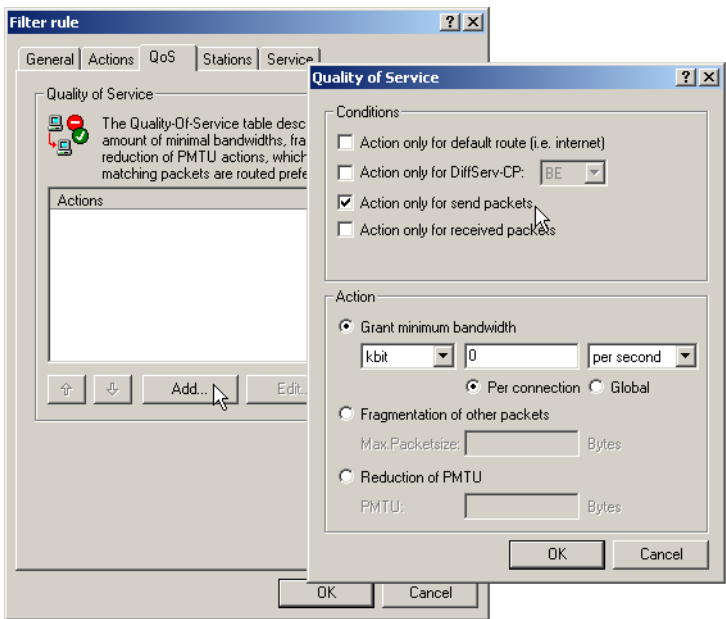 Filter rule
General Actions QoS Stations Service
Quality of Service
The Quality-Of-Service table desc
amount of minimal bandwidths, fra
reduction of PMTU actions, which
matching packets are routed prefe
Actions
Add... Edit..
OK Cancel
Quality of Service
Conditions
Action only for default route (i.e. internet)
Action only for DiffServ-CP: BE
Action only for send packets
Action only for received packets
Action
Grant minimum bandwidth
kbit 0 per second
Per connection Global
Fragmentation of other packets
Max.Packetsize: Bytes
Reduction of PMTU
PMTU: Bytes
OK Cancel